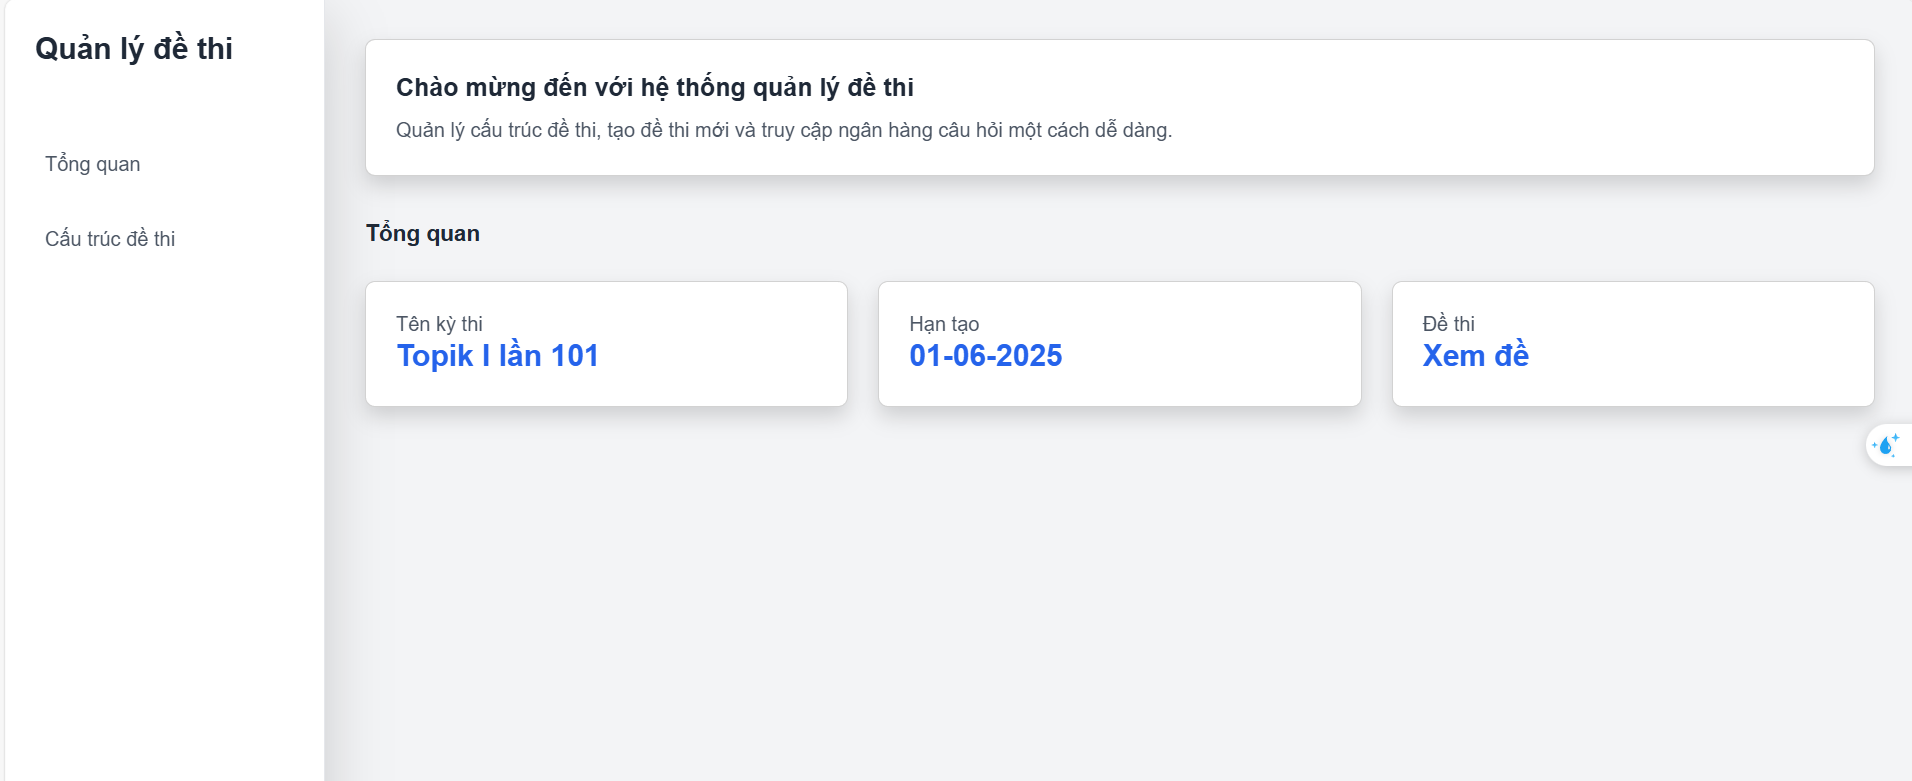 Quản lý đề thi
Tổng quan
Cấu trúc đề thi
Chào mừng đến với hệ thống quản lý đề thi
Quản lý cấu trúc đề thi, tạo đề thi mới và truy cập ngân hàng câu hỏi một cách dễ dàng.
Tổng quan
Tên kỳ thi
Topik I lần 101
Hạn tạo
01-06-2025
Đề thi
Xem đề